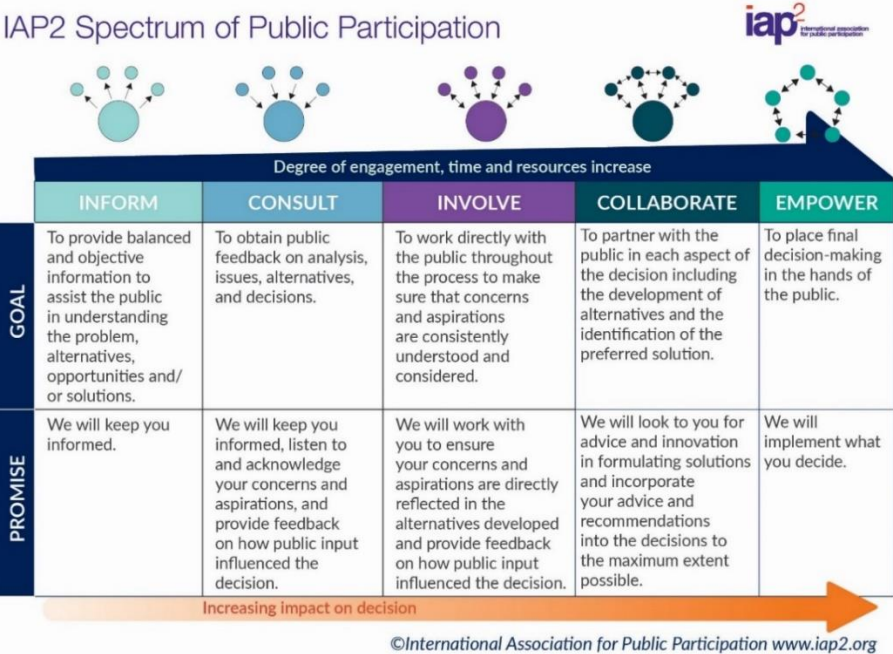 IAP2 Spectrum of Public Participation
iap2
international association
for public participation
Degree of engagement, time and resources increase
INFORM
CONSULT
INVOLVE
COLLABORATE
EMPOWER
GOAL
To provide balanced
and objective
information to
assist the public
in understanding
the problem,
alternatives,
opportunities and/
or solutions.
To obtain public
feedback on analysis,
issues, alternatives,
and decisions.
To work directly with
the public throughout
the process to make
sure that concerns
and aspirations
are consistently
understood and
considered.
To partner with the
public in each aspect of
the decision including
the development of
alternatives and the
identification of the
preferred solution.
To place final
decision-making
in the hands of
the public.
PROMISE
We will keep you
informed.
We will keep you
informed, listen to
and acknowledge
your concerns and
aspirations, and
provide feedback
on how public input
influenced the
decision.
We will work with
you to ensure
your concerns and
aspirations are directly
reflected in the
alternatives developed
and provide feedback
on how public input
influenced the decision.
We will look to you for
advice and innovation
in formulating solutions
and incorporate
your advice and
recommendations
into the decisions to
the maximum extent
possible.
We will
implement what
you decide.
Increasing impact on decision
©International Association for Public Participation www.iap2.org